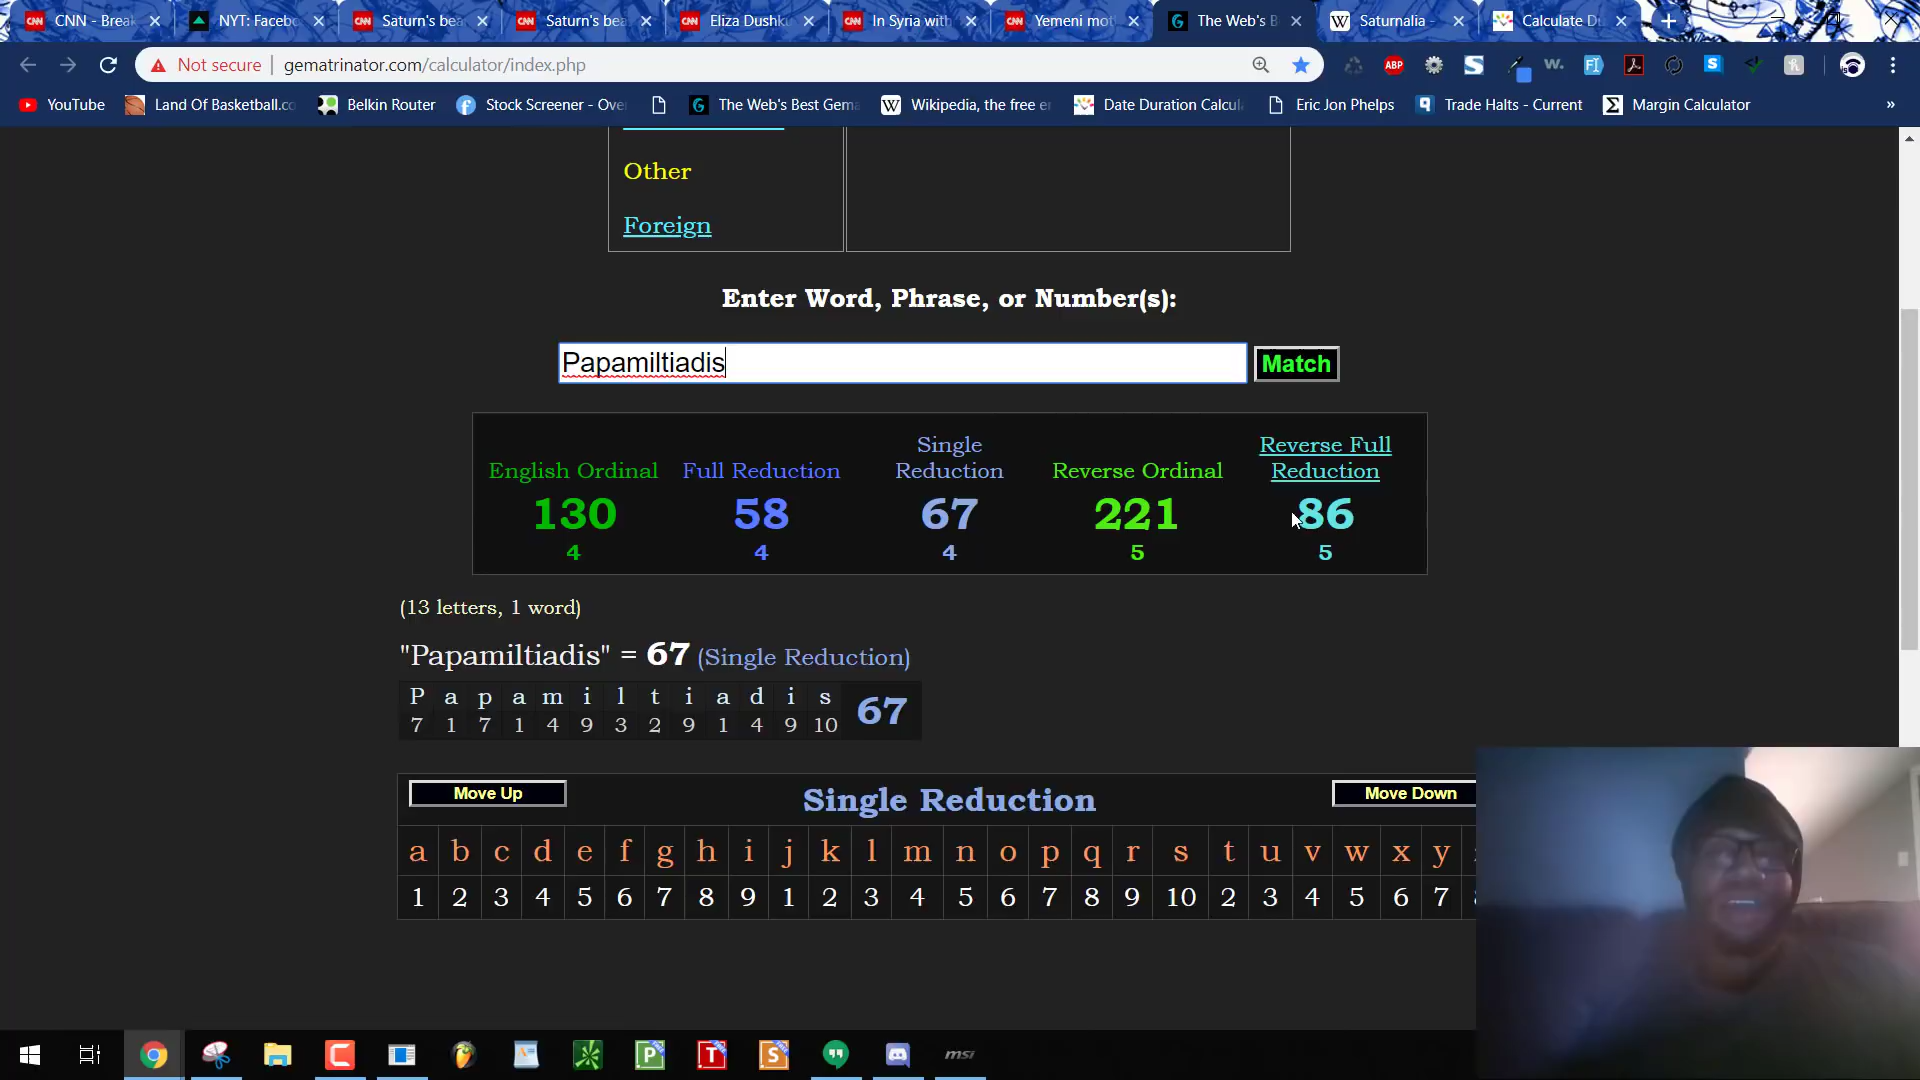 CNN - Break
NYT: Facebo
Saturn's bea
Saturn's bea
Eliza Dushku
In Syria with
Yemeni mot
The Web's B
Saturnalia -
Calculate Du
Not secure | gematrinator.com/calculator/index.php
YouTube
Land Of Basketball.co
Belkin Router
Stock Screener - Over
The Web's Best Gema
Wikipedia, the free en
Date Duration Calcul
Eric Jon Phelps
Trade Halts - Current
Margin Calculator
Other
Foreign
Enter Word, Phrase, or Number(s):
Papamiltiadis
Match
English Ordinal Full Reduction Single Reduction Reverse Ordinal Reverse Full Reduction
130 58 67 221 86
4 4 4 5 5
(13 letters, 1 word)
"Papamiltiadis" = 67 (Single Reduction)
P a p a m i l t i a d i s
7 1 7 1 4 9 3 2 9 1 4 9 10 67
Move Up Single Reduction Move Down
a b c d e f g h i j k l m n o p q r s t u v w x y
1 2 3 4 5 6 7 8 9 1 2 3 4 5 6 7 8 9 10 2 3 4 5 6 7
msi